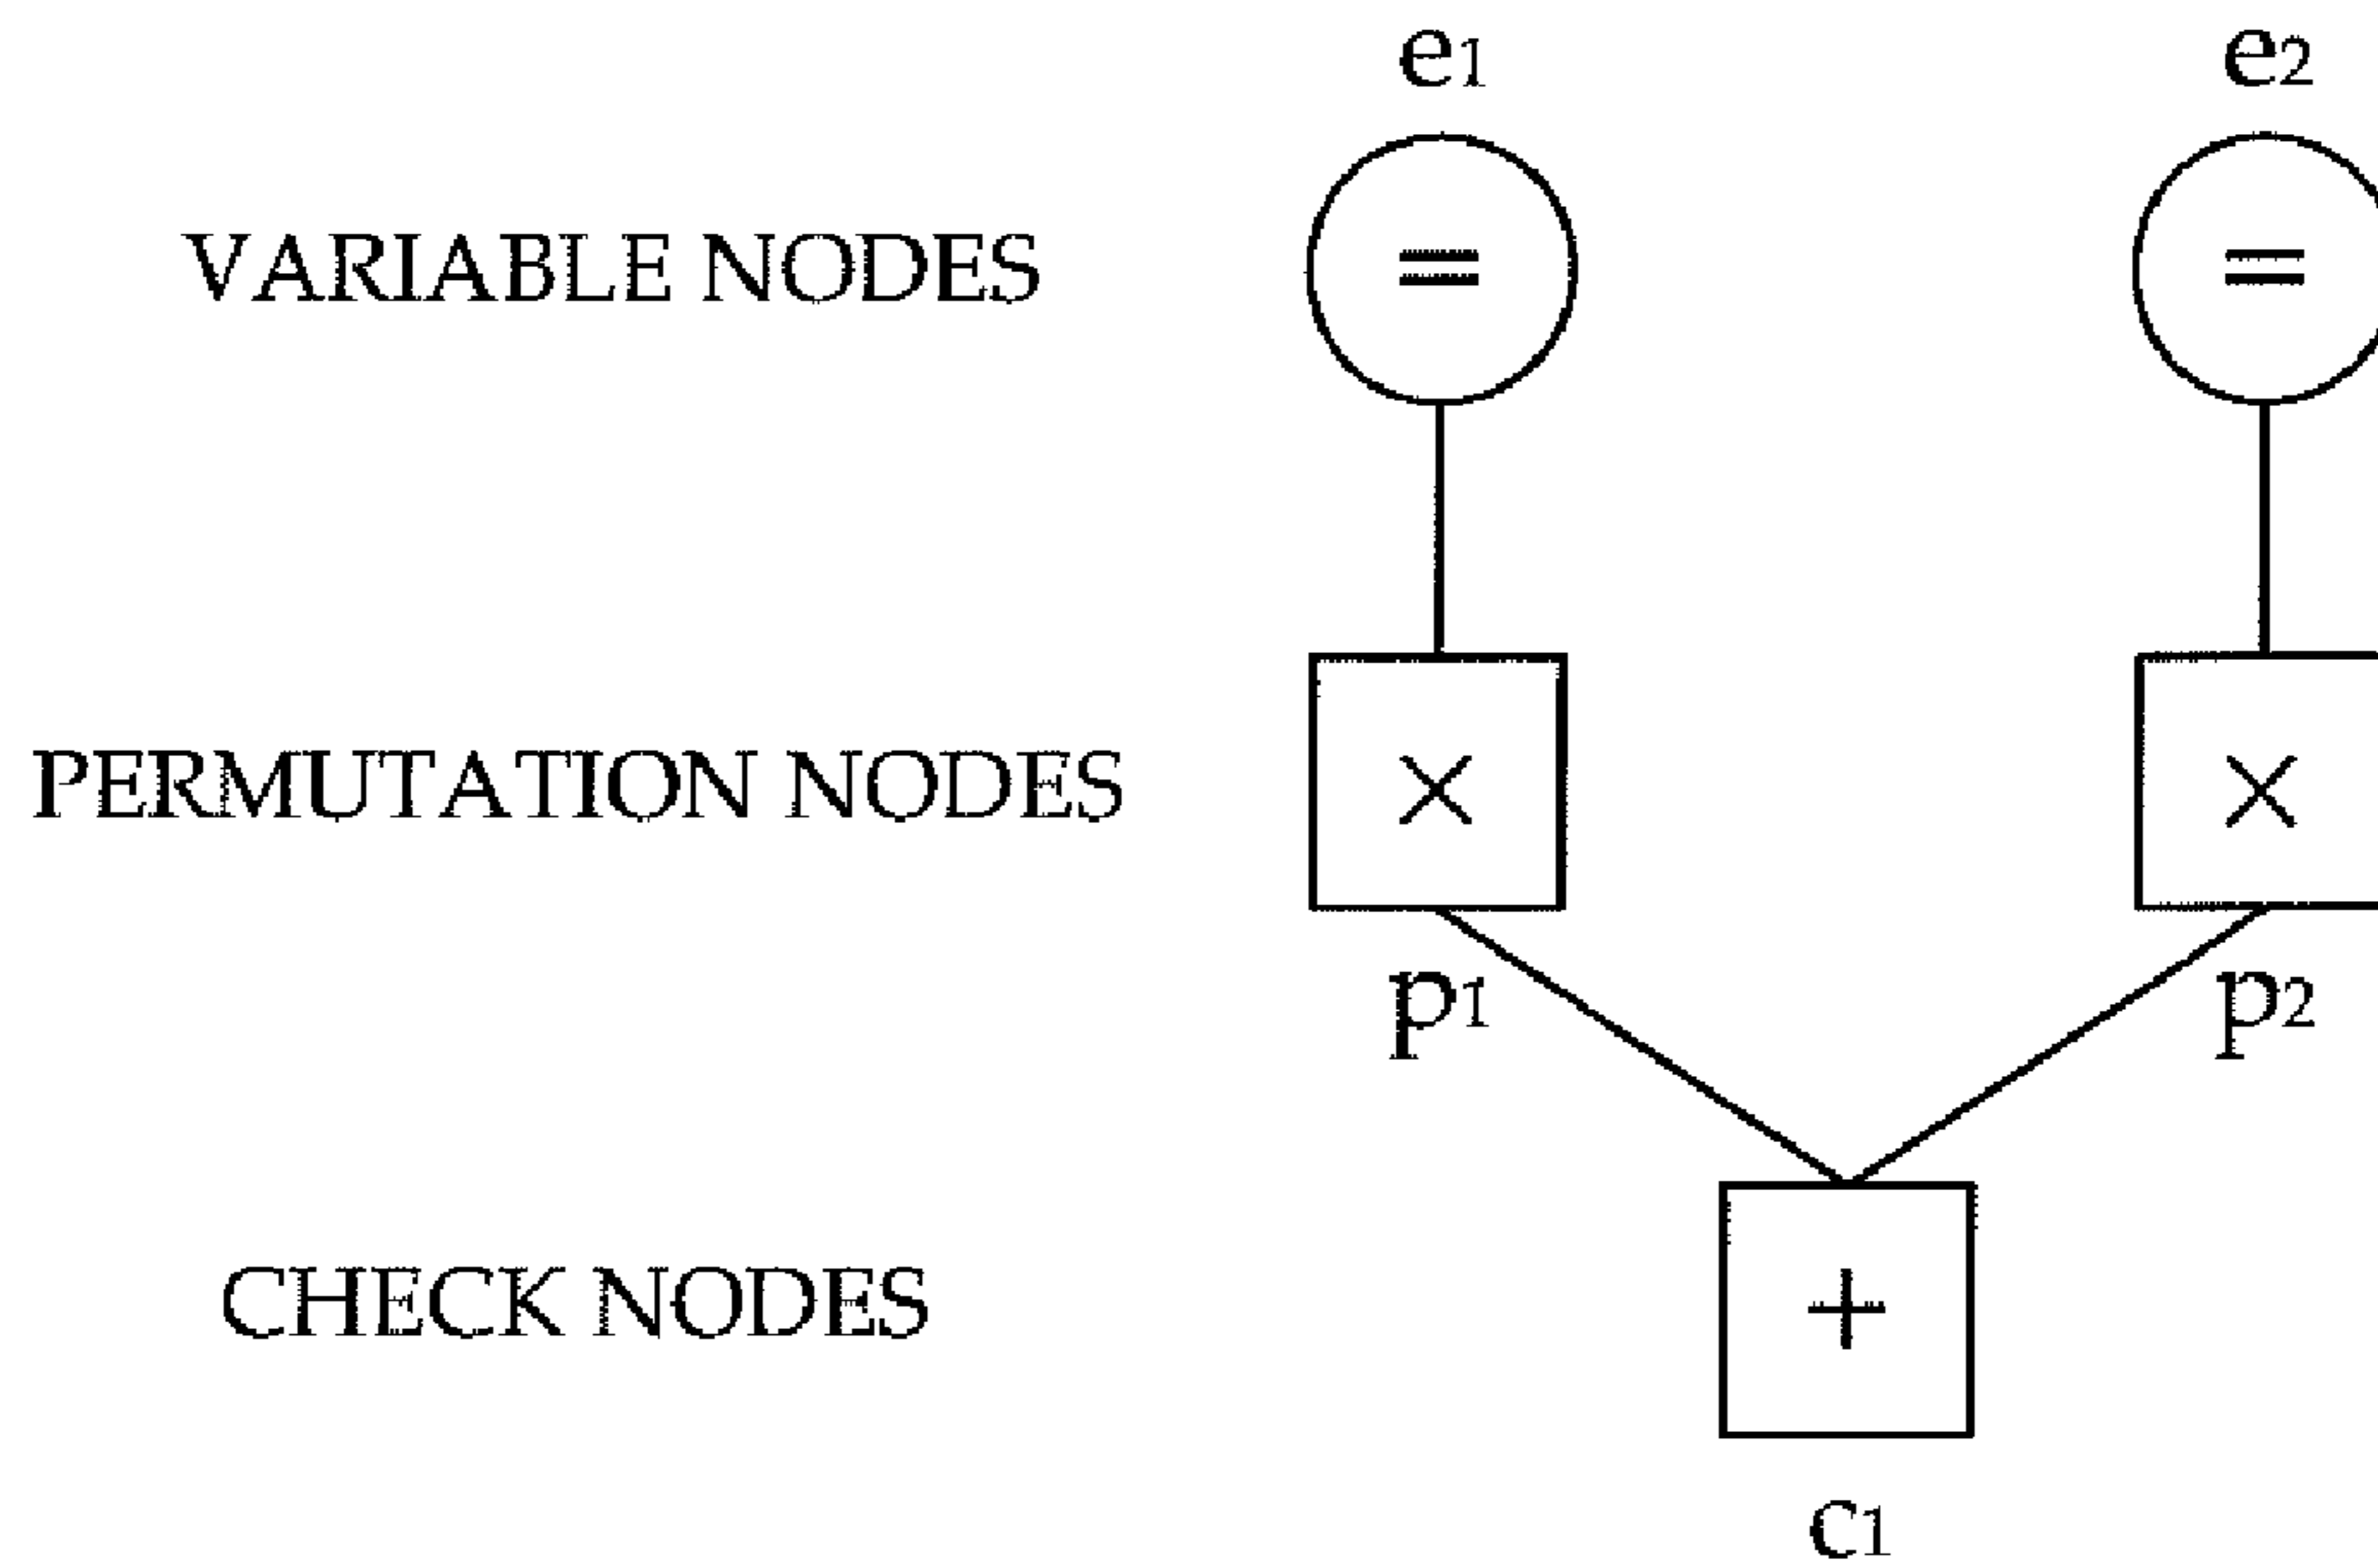 e1 e2
VARIABLE NODES = =
PERMUTATION NODES × ×
p1 p2
CHECK NODES +
c1